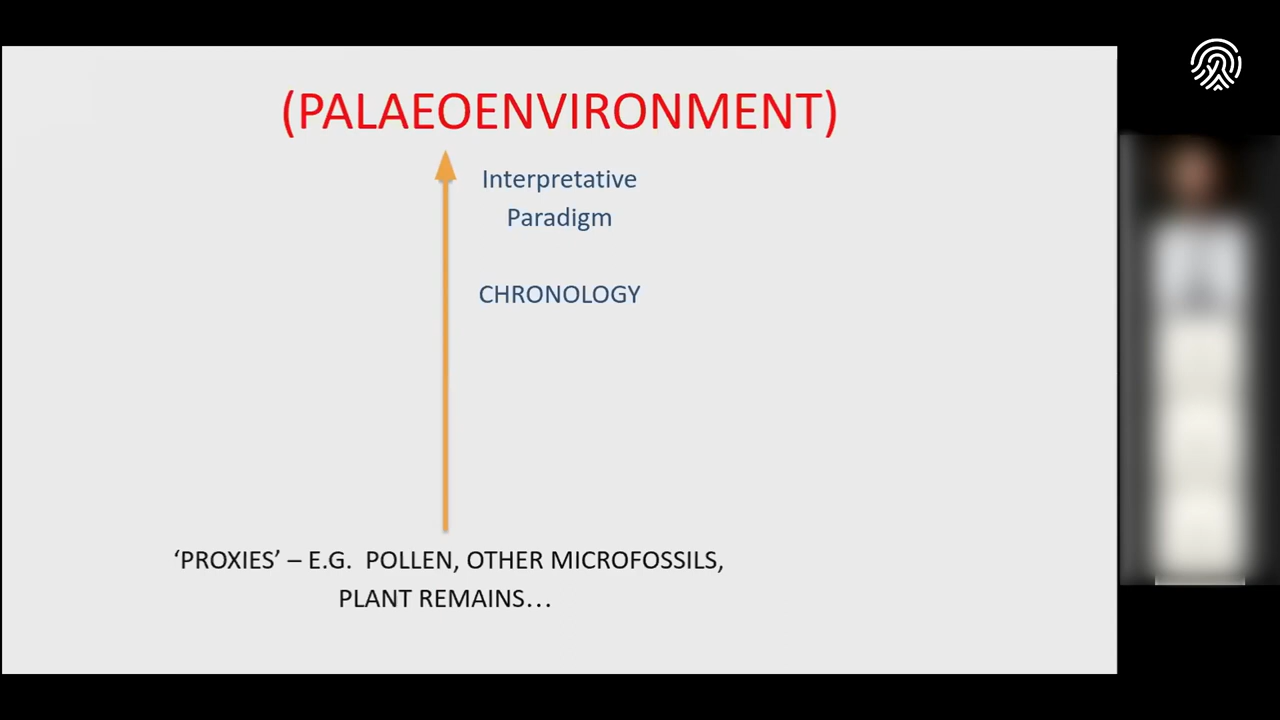 (PALAEOENVIRONMENT)
Interpretative
Paradigm
CHRONOLOGY
‘PROXIES’ – E.G.  POLLEN, OTHER MICROFOSSILS,
PLANT REMAINS…